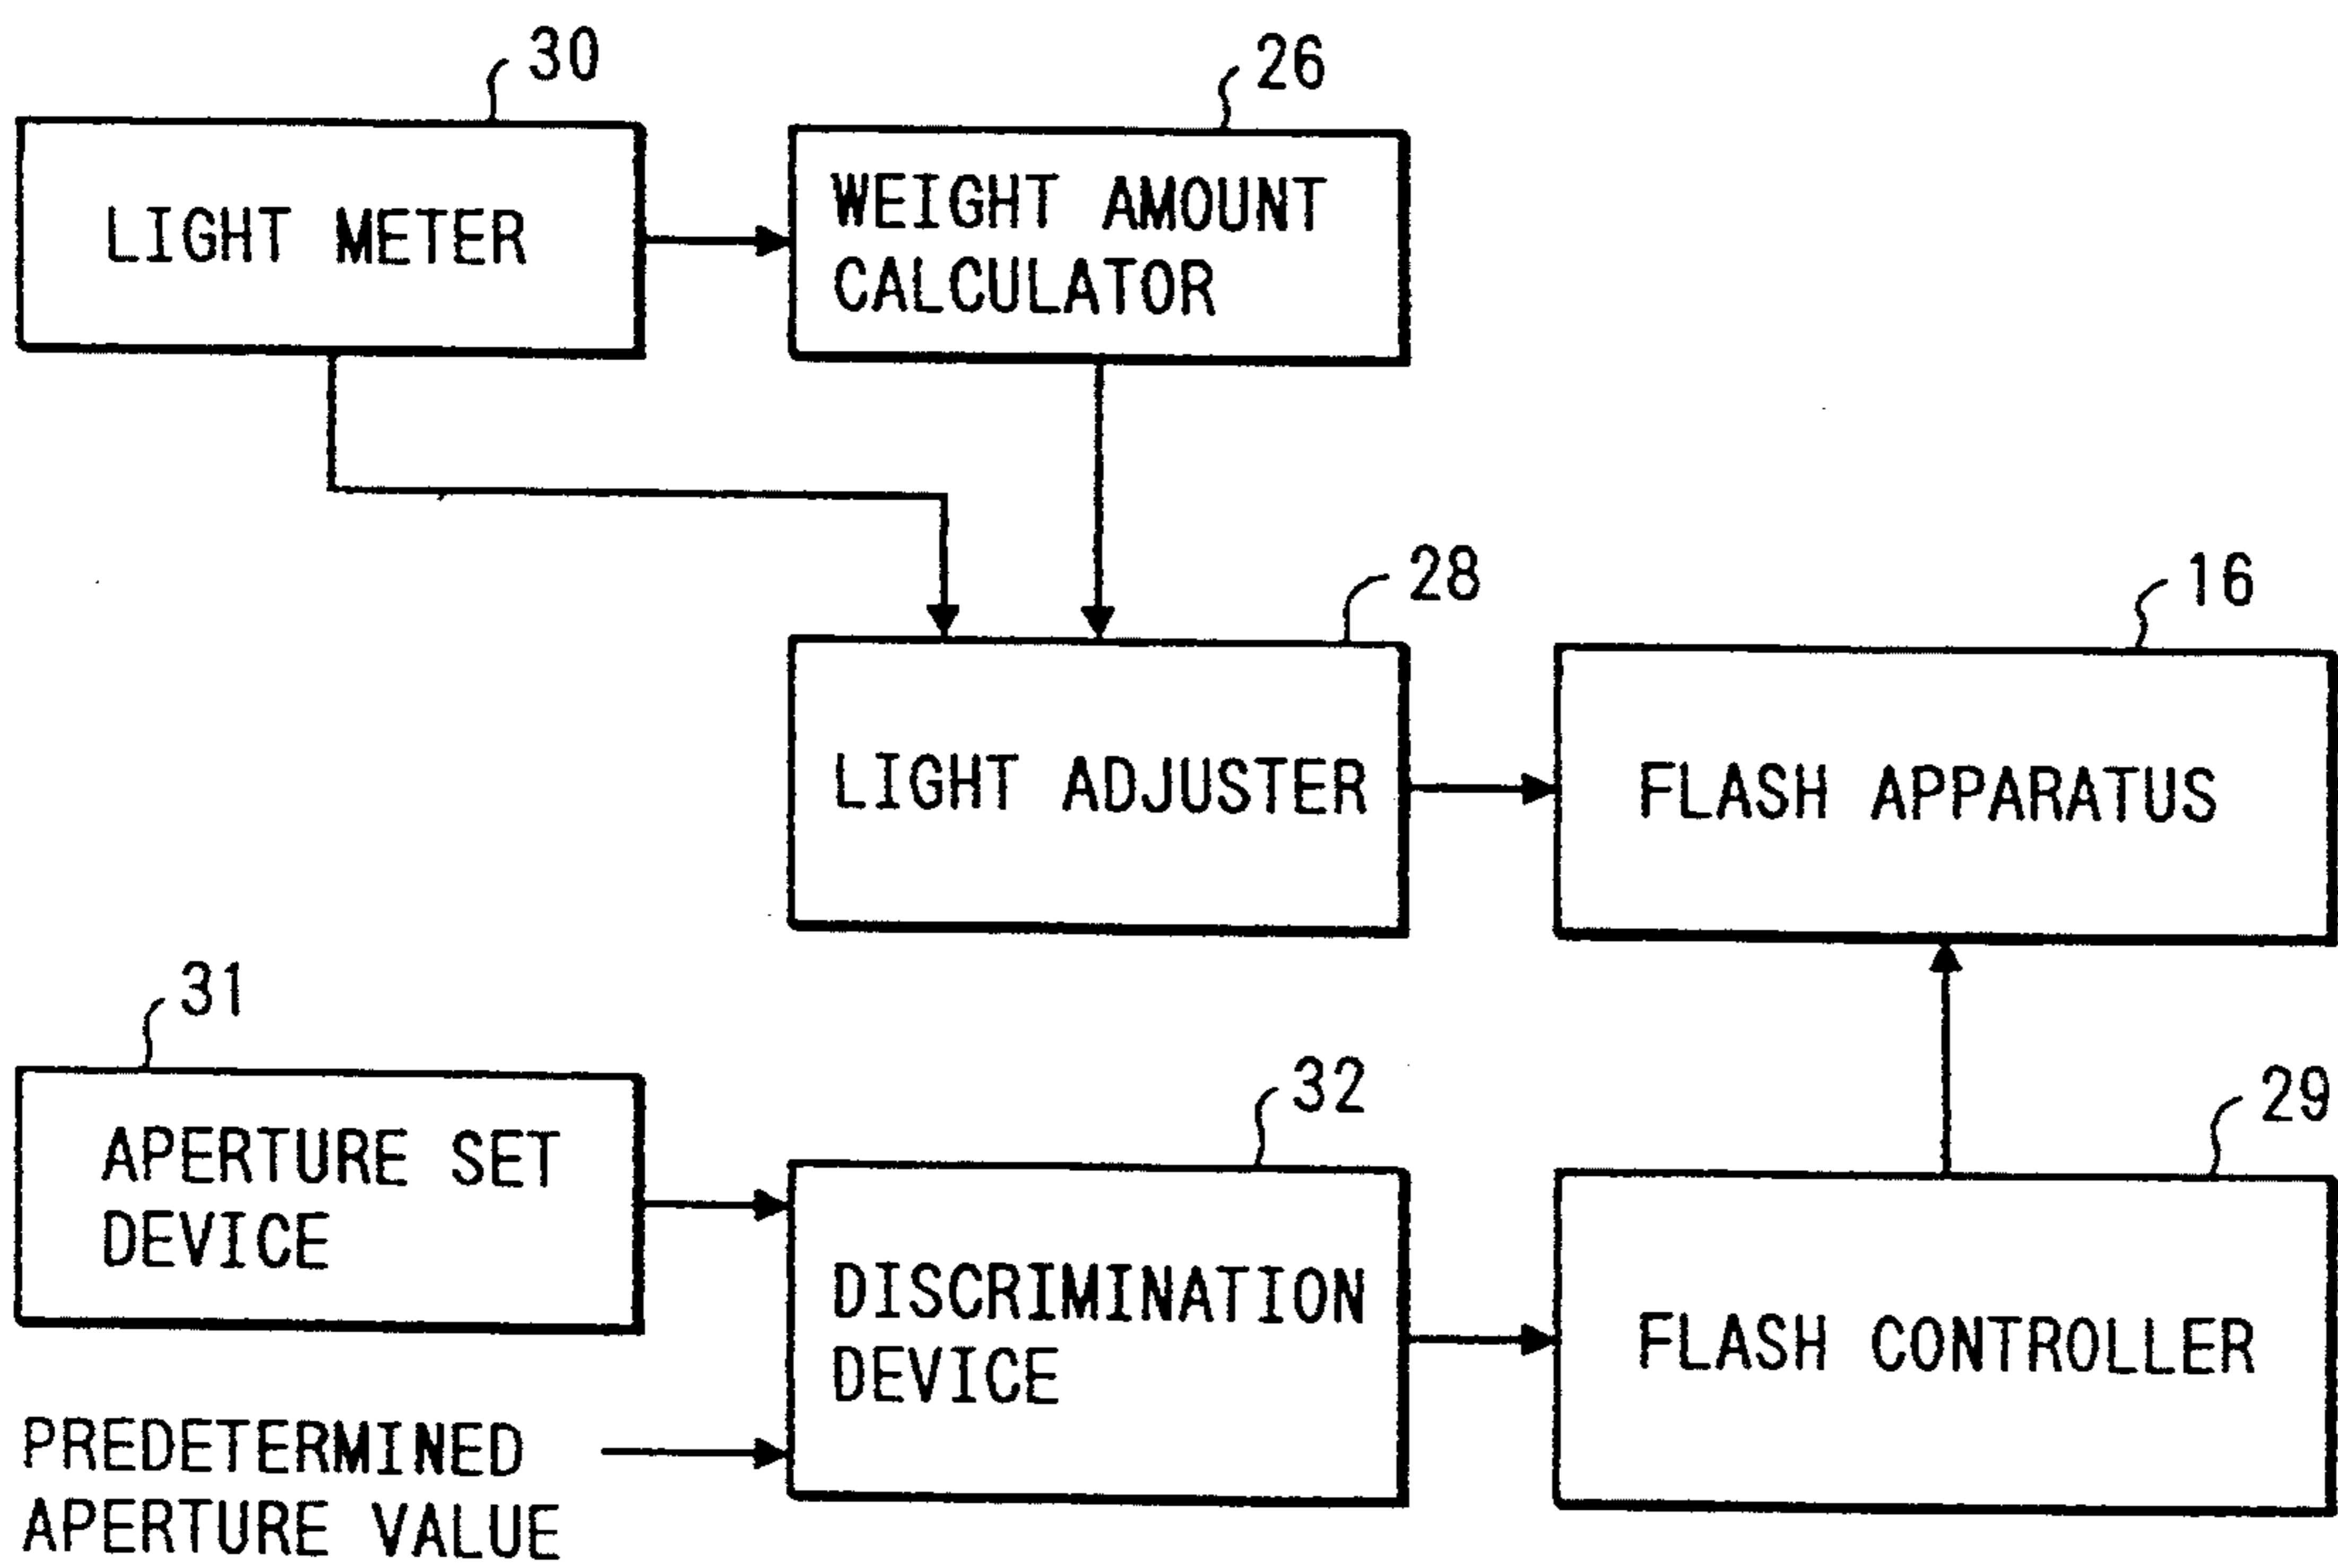 30
26
LIGHT METER
WEIGHT AMOUNT
CALCULATOR
28
16
LIGHT ADJUSTER
FLASH APPARATUS
31
32
29
APERTURE SET
DEVICE
DISCRIMINATION
DEVICE
FLASH CONTROLLER
PREDETERMINED
APERTURE VALUE